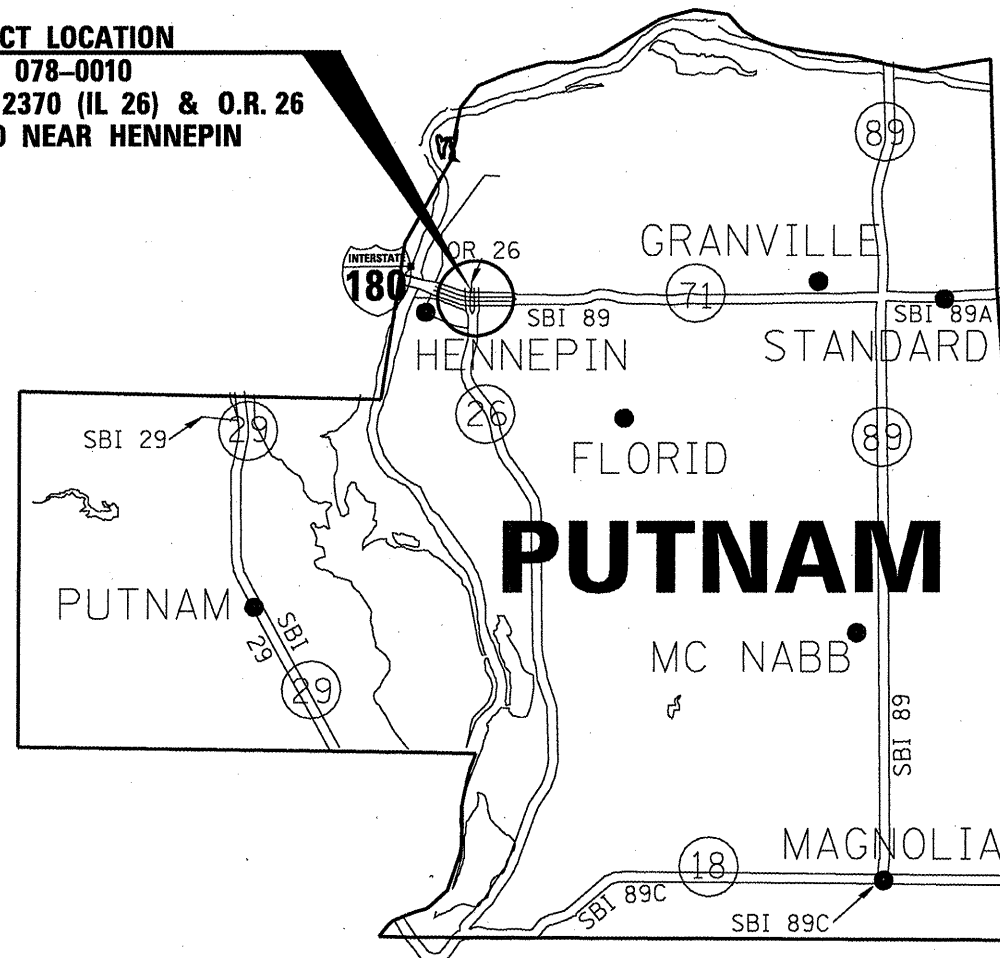 CT LOCATION
078-0010
2370 (IL 26) & O.R. 26
NEAR HENNEPIN
89
71
GRANVILLE
OR 26
INTERSTATE
180
71
SBI 89
SBI 89A
HENNEPIN
STANDARD
26
SBI 29
29
89
FLORID
PUTNAM
PUTNAM
SBI
29
MC NABB
29
SBI 89
MAGNOLIA
18
SBI 89C
SBI 89C